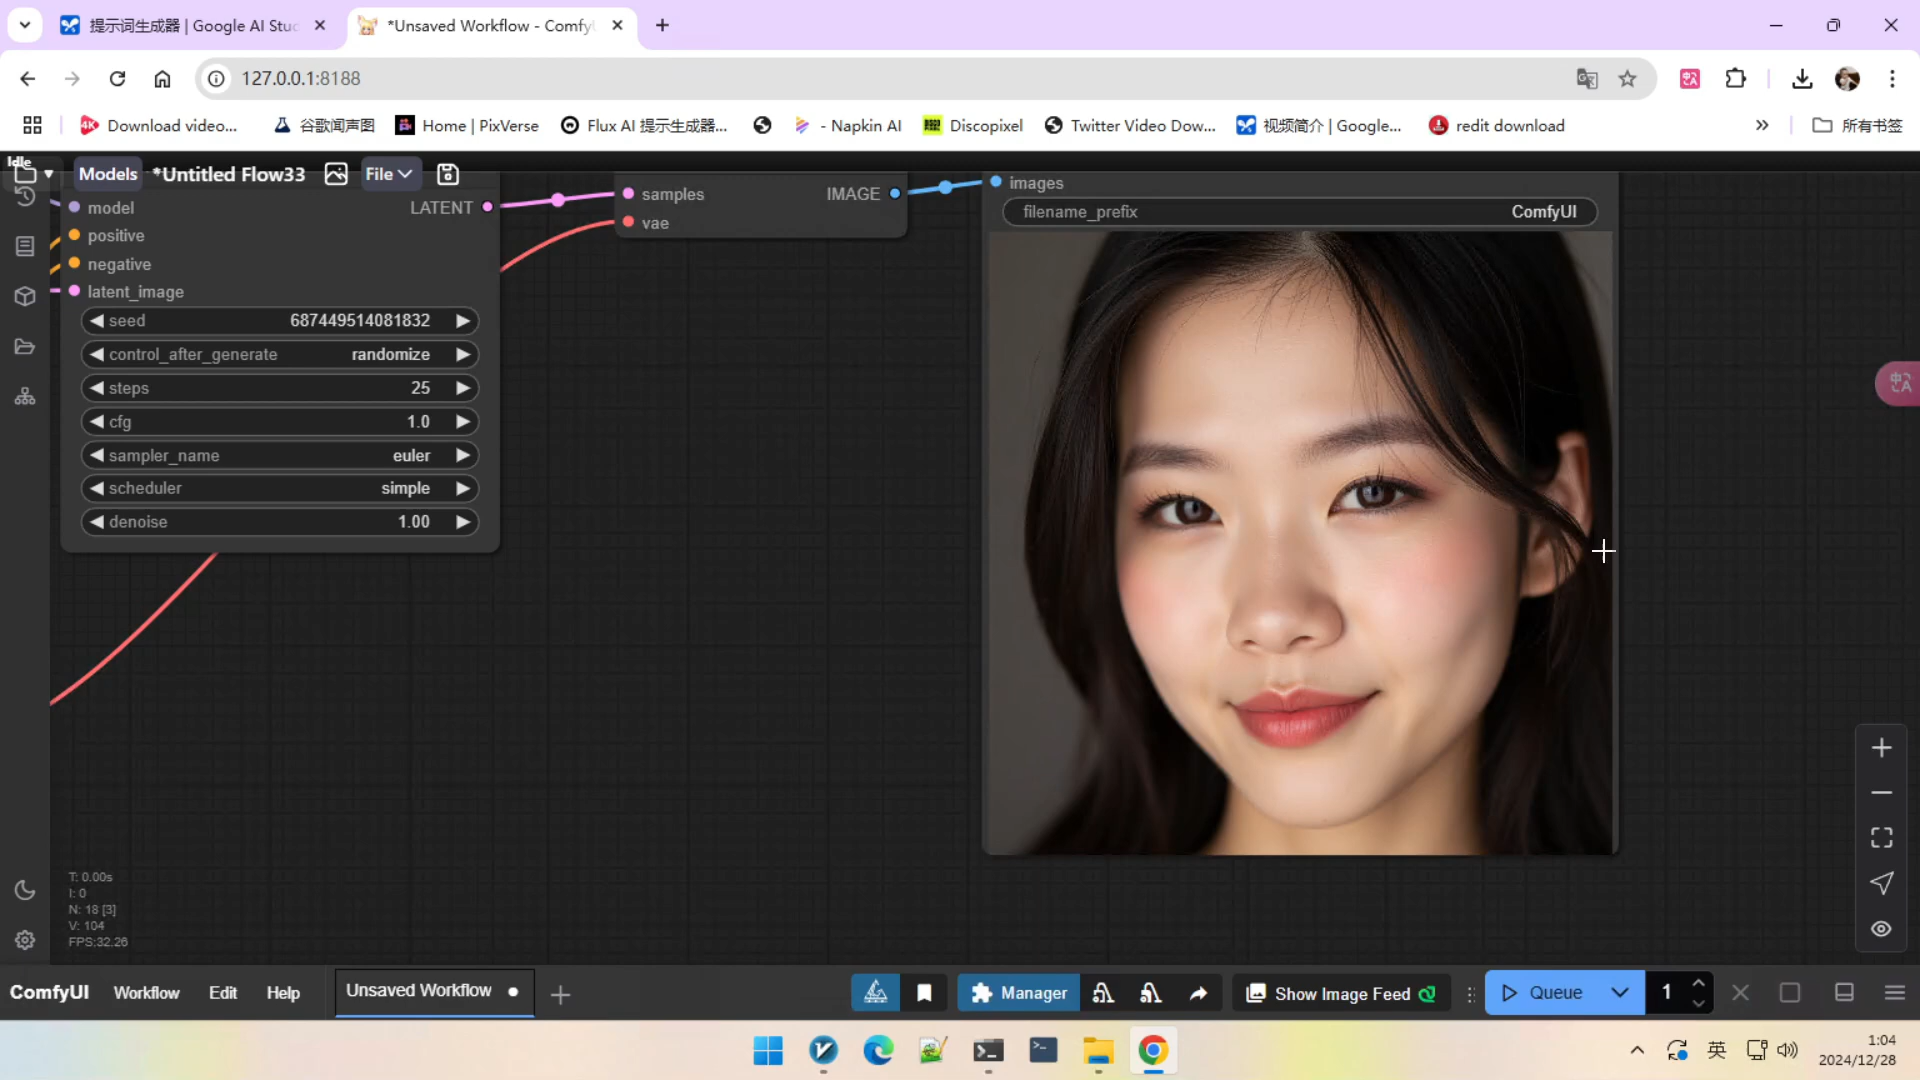 提示词生成器 | Google AI Stu
*Unsaved Workflow - Comfy
127.0.0.1:8188
Download video...
谷歌闻声图
Home | PixVerse
Flux AI 提示生成器...
- Napkin AI
Discopixel
Twitter Video Dow...
视频简介 | Google...
redit download
所有书签
Idle
Models
*Untitled Flow33
File
model
LATENT
positive
negative
latent_image
seed 687449514081832
control_after_generate randomize
steps 25
cfg 1.0
sampler_name euler
scheduler simple
denoise 1.00
samples
IMAGE
vae
images
filename_prefix ComfyUI
T: 0.00s
I: 0
N: 18 [3]
V: 104
FPS:32.26
ComfyUI
Workflow
Edit
Help
Unsaved Workflow
Manager
Show Image Feed
Queue
1
英
1:04
2024/12/28